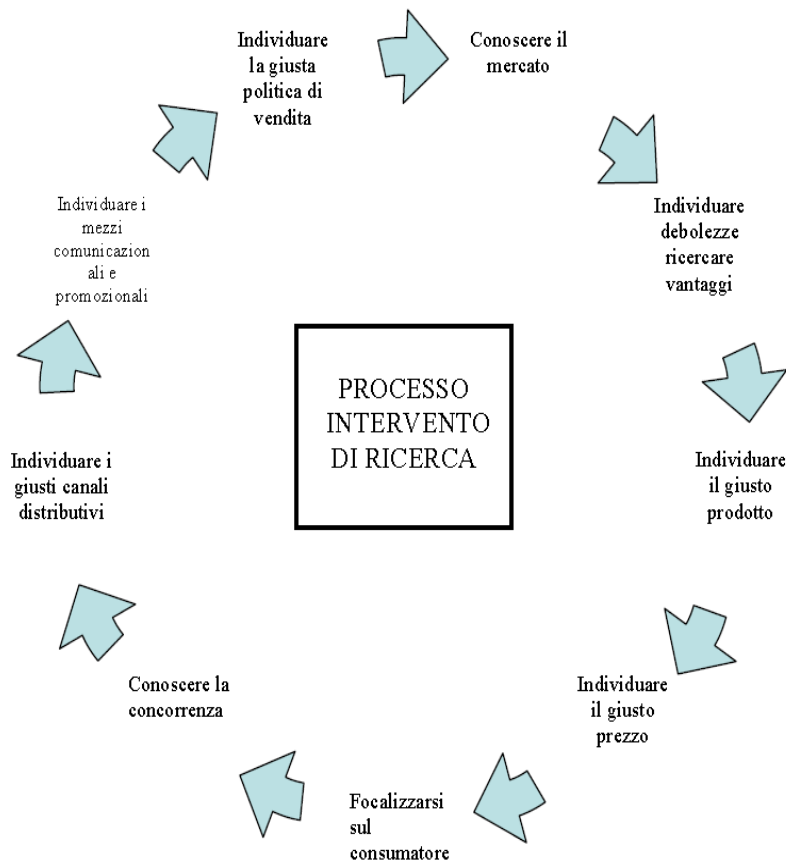 Individuare
la giusta
politica di
vendita
Conoscere il
mercato
Individuare
debolezze
ricercare
vantaggi
Individuare
il giusto
prodotto
Individuare
il giusto
prezzo
Focalizzarsi
sul
consumatore
Conoscere la
concorrenza
Individuare i
giusti canali
distributivi
Individuare i
mezzi
comunicazion
ali e
promozionali
PROCESSO
INTERVENTO
DI RICERCA